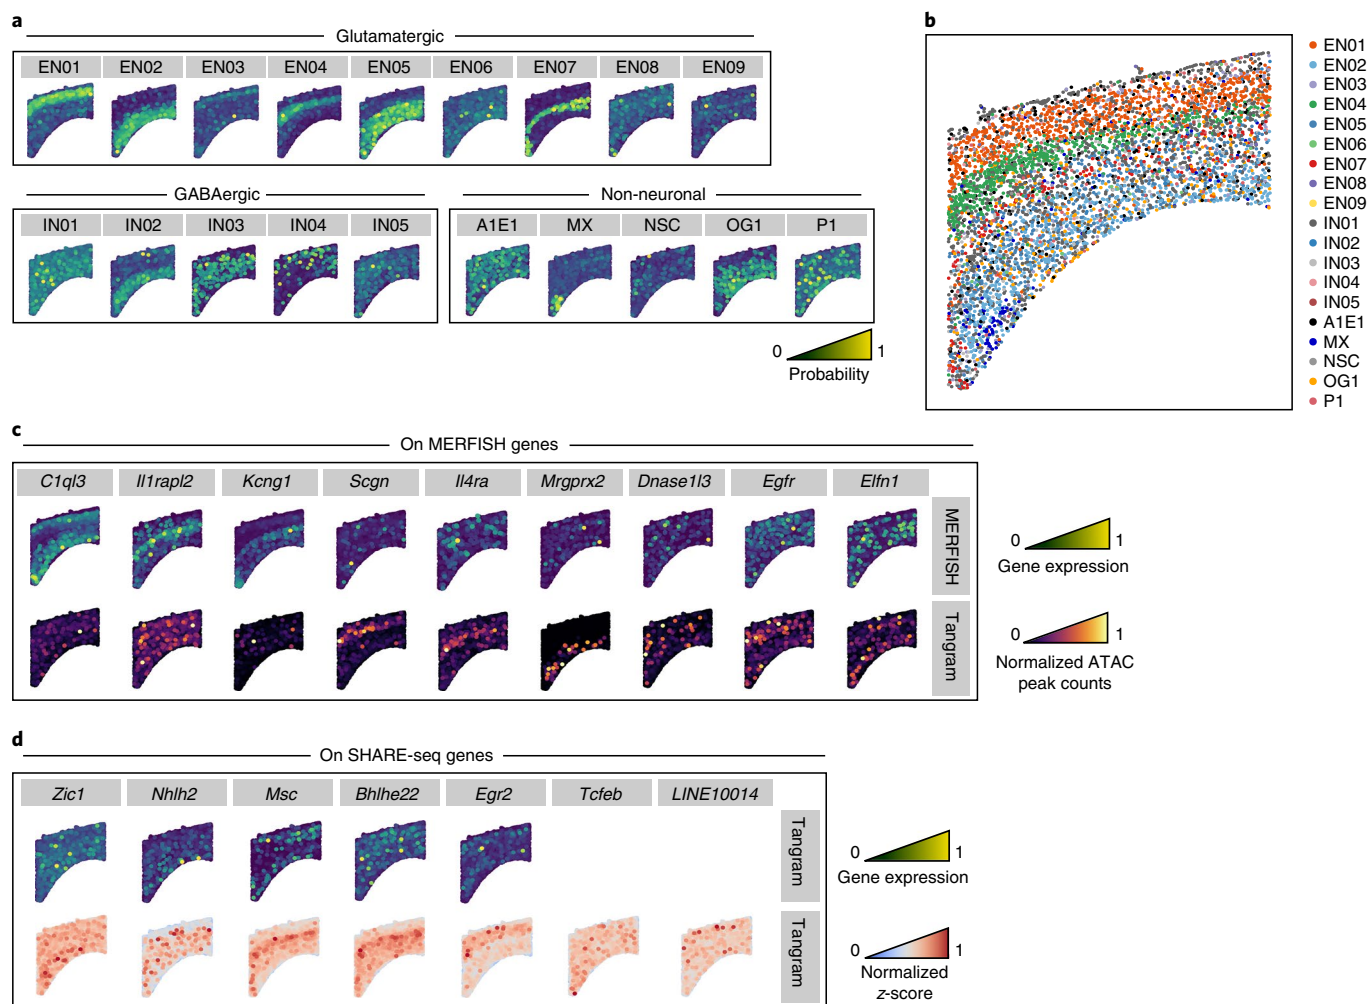 a
Glutamatergic
EN01 EN02 EN03 EN04 EN05 EN06 EN07 EN08 EN09
GABAergic
IN01 IN02 IN03 IN04 IN05
Non-neuronal
A1E1 MX NSC OG1 P1
0 1
Probability
b
EN01
EN02
EN03
EN04
EN05
EN06
EN07
EN08
EN09
IN01
IN02
IN03
IN04
IN05
A1E1
MX
NSC
OG1
P1
c
On MERFISH genes
C1ql3 Il1rapl2 Kcng1 Scgn Il4ra Mrgprx2 Dnase1l3 Egfr Elfn1
MERFISH
0 1
Gene expression
Tangram
0 1
Normalized ATAC
peak counts
d
On SHARE-seq genes
Zic1 Nhlh2 Msc Bhlhe22 Egr2 Tcfeb LINE10014
Tangram
0 1
Gene expression
Tangram
0 1
Normalized
z-score